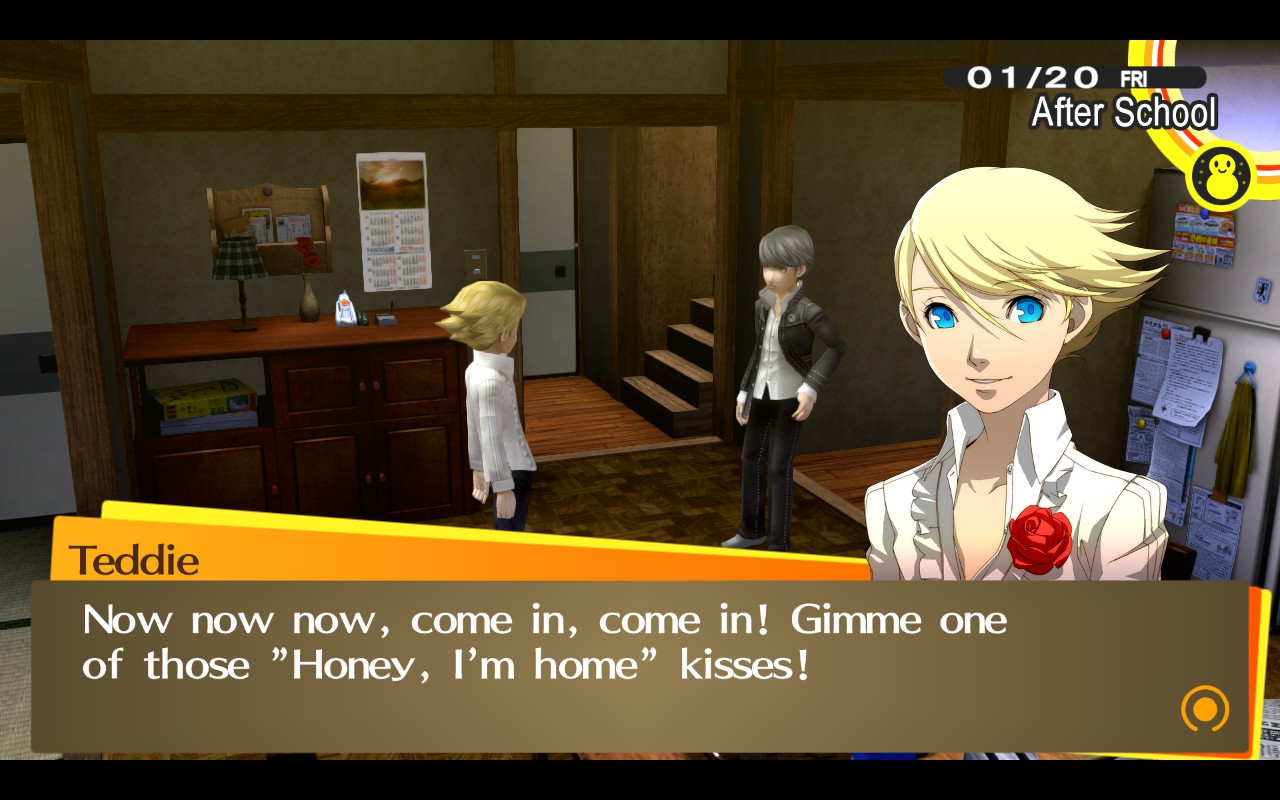 01/20 FRI
After School
Teddie
Now now now, come in, come in! Gimme one
of those "Honey, I'm home" kisses!